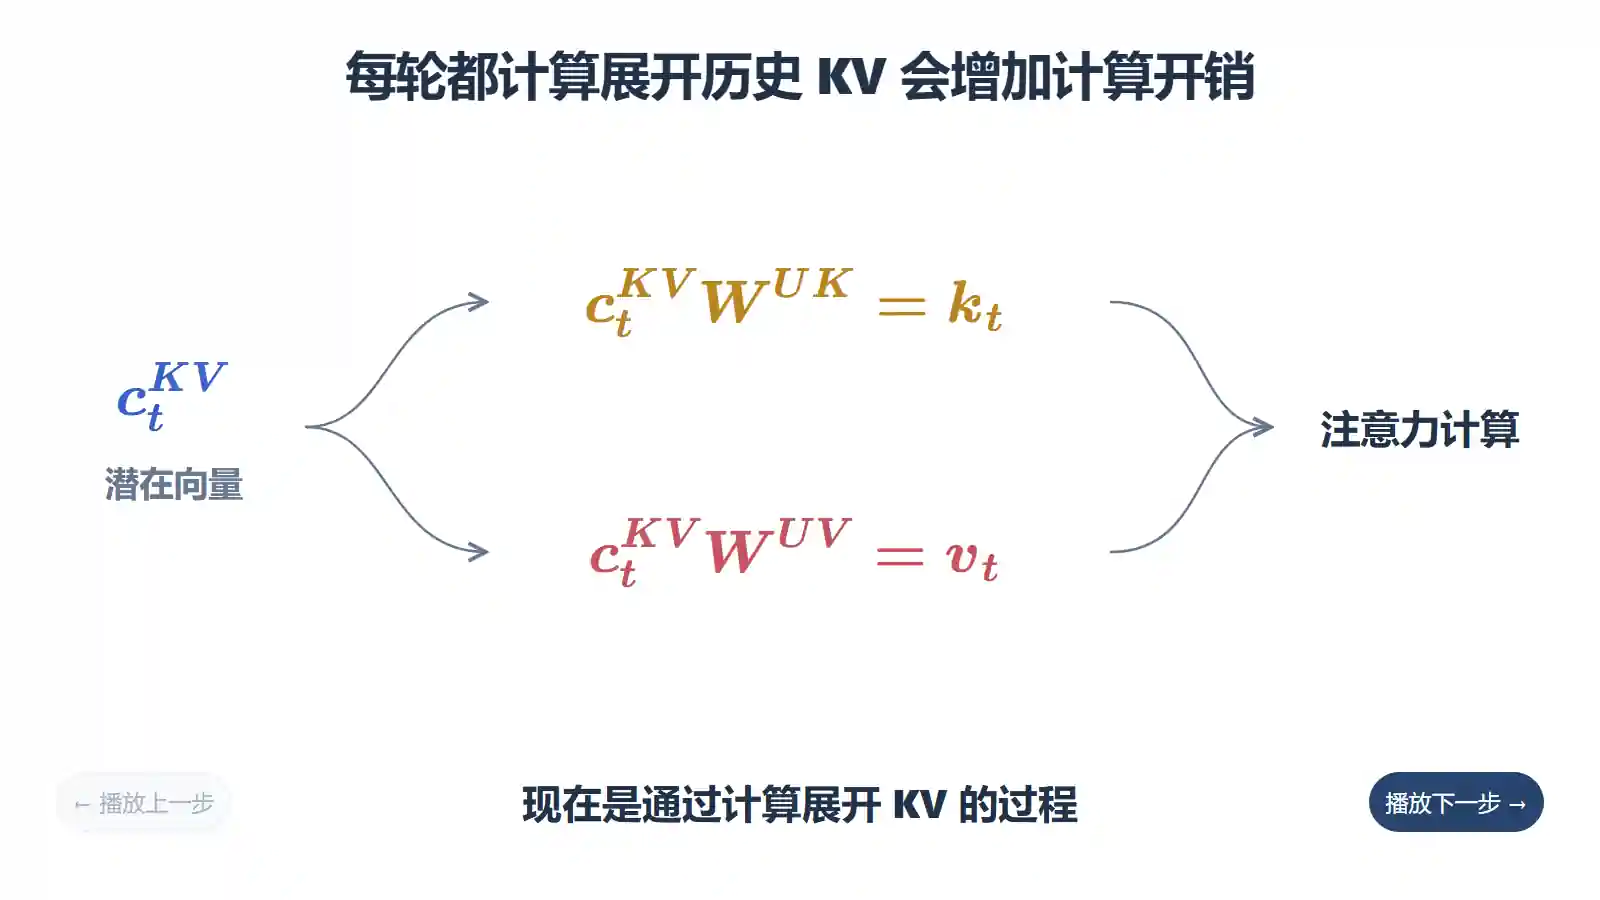 每轮都计算展开历史 KV 会增加计算开销
c_t^{KV} W^{UK} = k_t
c_t^{KV}
潜在向量
注意力计算
c_t^{KV} W^{UV} = v_t
← 播放上一步
现在是通过计算展开 KV 的过程
播放下一步 →